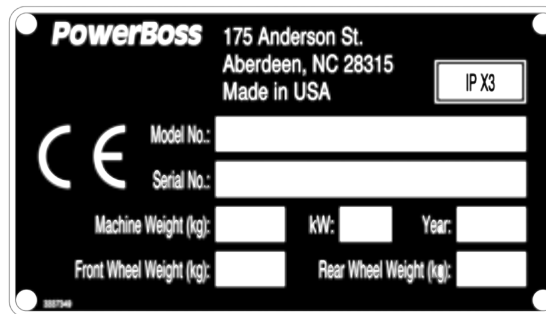 PowerBoss
175 Anderson St.
Aberdeen, NC 28315
Made in USA
IP X3
CE
Model No.:
Serial No.:
Machine Weight (kg):
kW:
Year:
Front Wheel Weight (kg):
Rear Wheel Weight (kg):